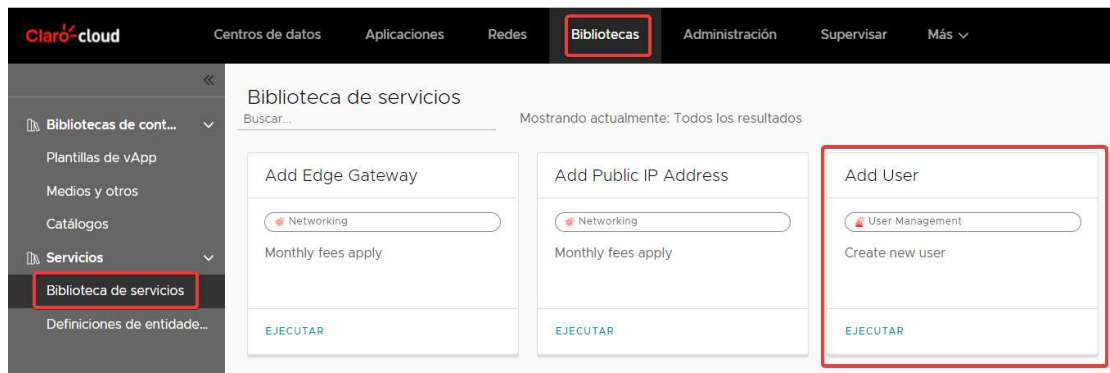 Claro-cloud Centros de datos Aplicaciones Redes Bibliotecas Administración Supervisar Más
Bibliotecas de cont...
Plantillas de vApp
Medios y otros
Catálogos
Servicios
Biblioteca de servicios
Definiciones de entidade...
Biblioteca de servicios
Buscar... Mostrando actualmente: Todos los resultados
Add Edge Gateway
Networking
Monthly fees apply
EJECUTAR
Add Public IP Address
Networking
Monthly fees apply
EJECUTAR
Add User
User Management
Create new user
EJECUTAR